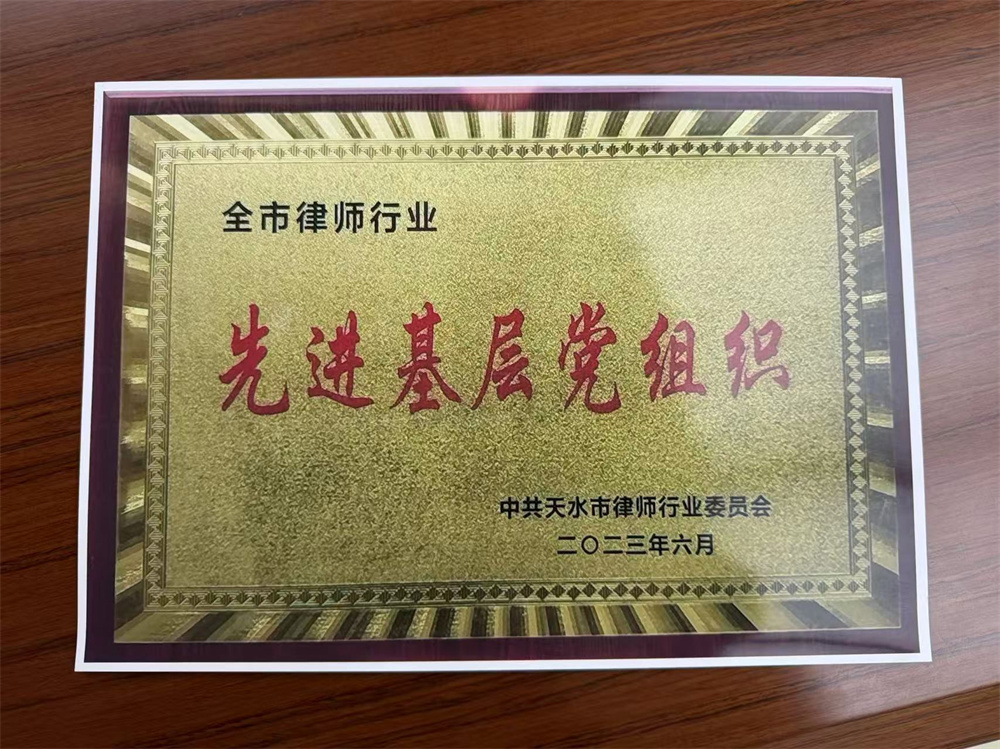 全市律师行业
先进基层党组织
中共天水市律师行业委员会
二〇二三年六月